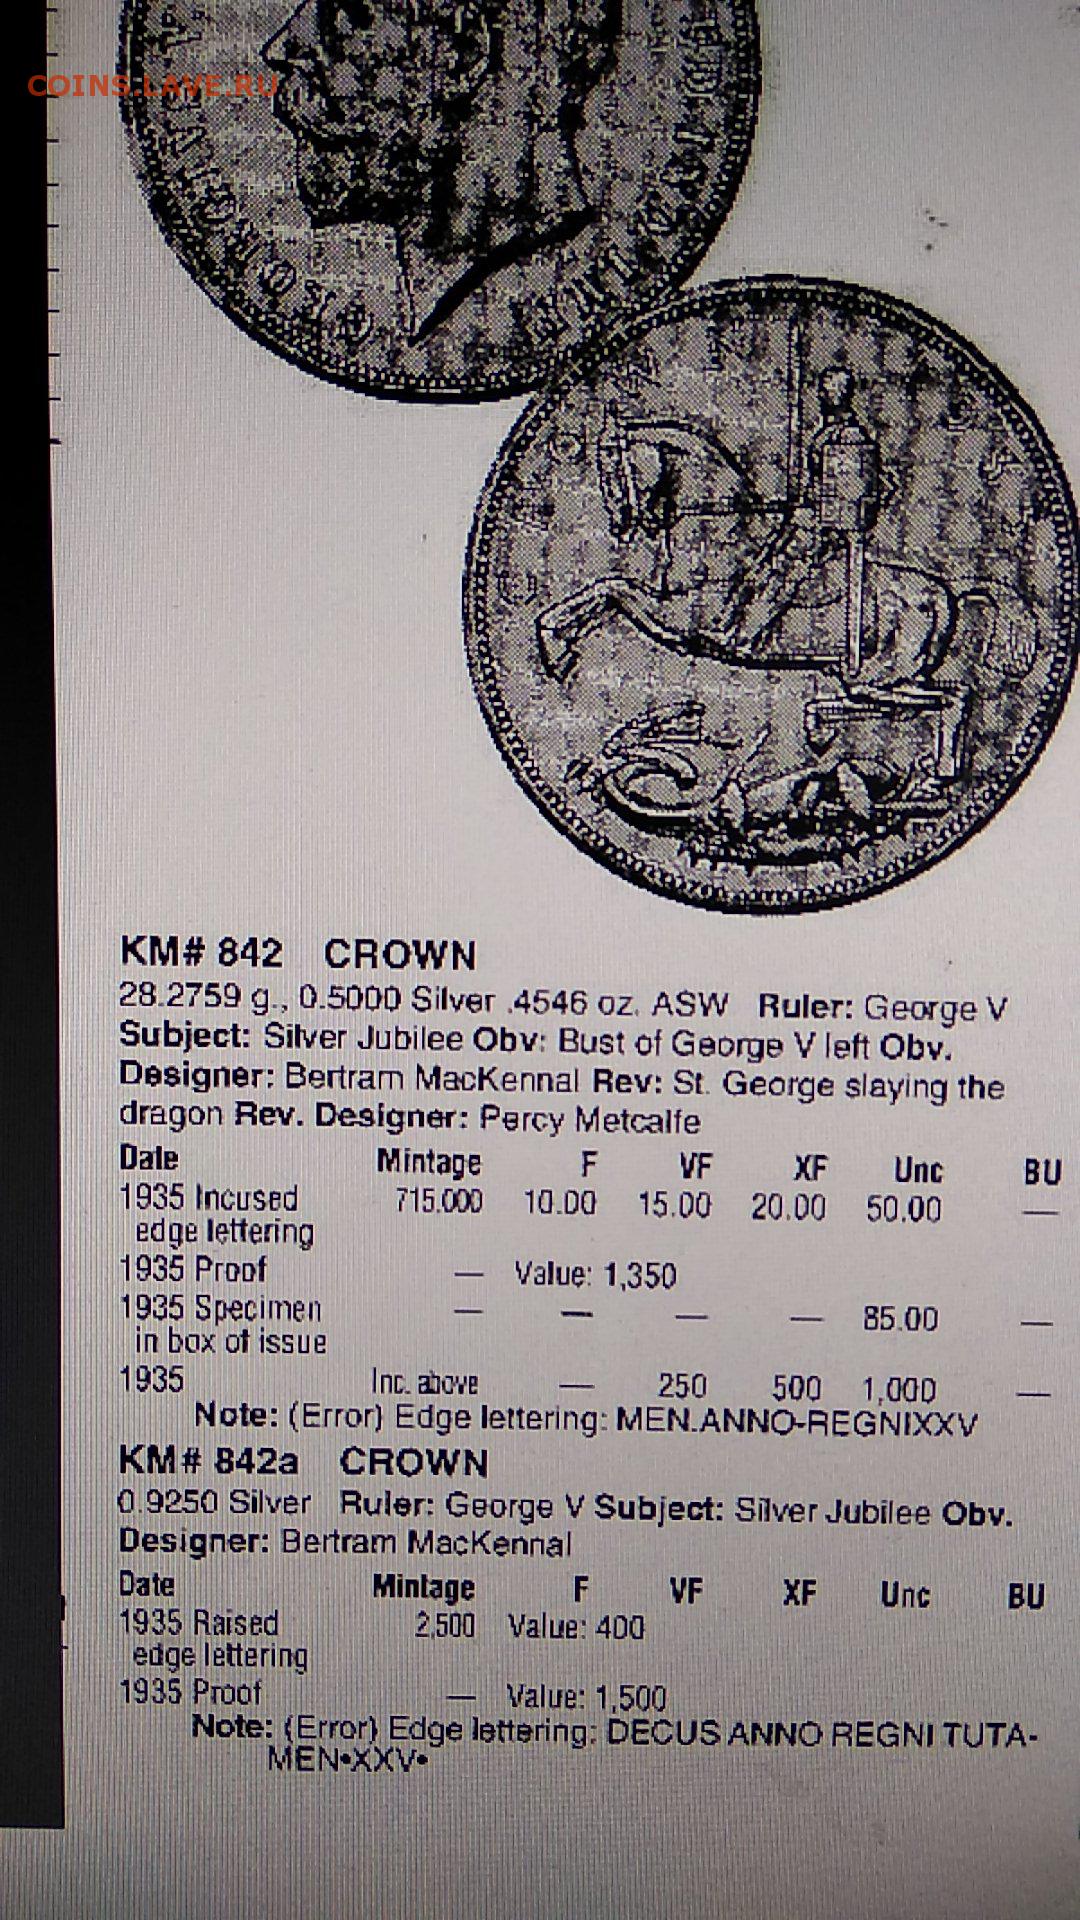 COINS.LAVE.RU
KM# 842 CROWN
28.2759 g., 0.5000 Silver .4546 oz. ASW Ruler: George V
Subject: Silver Jubilee Obv: Bust of George V left Obv.
Designer: Bertram MacKennal Rev: St. George slaying the
dragon Rev. Designer: Percy Metcalfe
Date Mintage F VF XF Unc BU
1935 Incused 715.000 10.00 15.00 20.00 50.00 —
edge lettering
1935 Proof — Value: 1,350
1935 Specimen — — — — 85.00 —
in box of issue
1935 Inc. above — 250 500 1,000 —
Note: (Error) Edge lettering: MEN.ANNO-REGNIXXV
KM# 842a CROWN
0.9250 Silver Ruler: George V Subject: Silver Jubilee Obv.
Designer: Bertram MacKennal
Date Mintage F VF XF Unc BU
1935 Raised 2,500 Value: 400
edge lettering
1935 Proof — Value: 1,500
Note: (Error) Edge lettering: DECUS ANNO REGNI TUTA-
MEN•XXV•